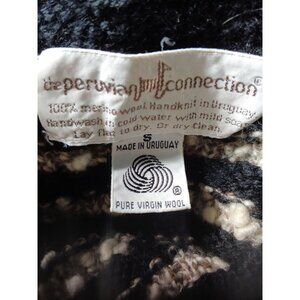 the peruvian connection ®
100% merino wool. Handknit in Uruguay
Handwash in cold water with mild soap.
Lay flat to dry. Or dry clean.
S
MADE IN URUGUAY
®
PURE VIRGIN WOOL